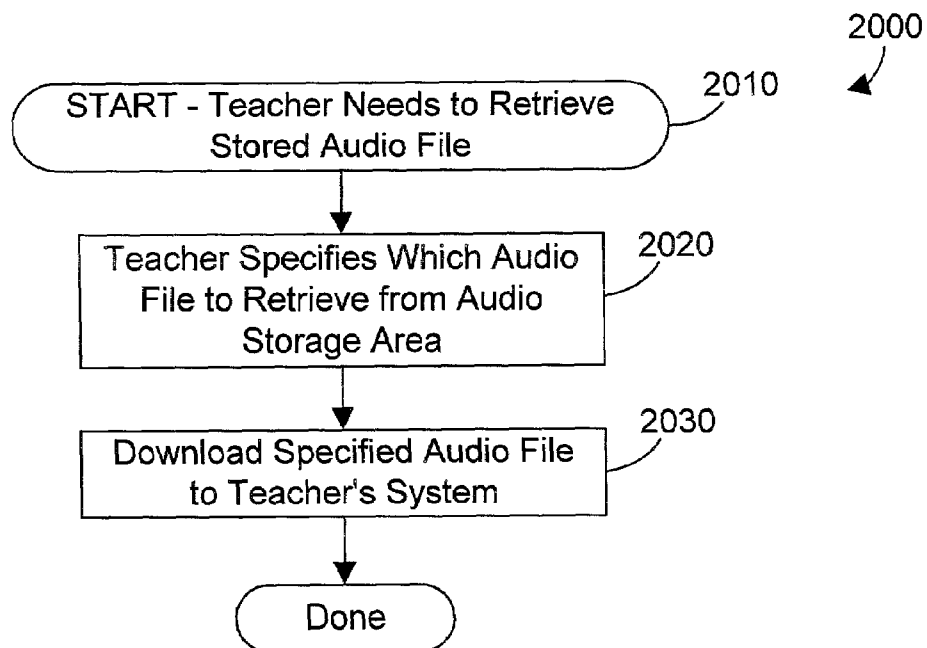 2000
START - Teacher Needs to Retrieve
Stored Audio File
2010
Teacher Specifies Which Audio
File to Retrieve from Audio
Storage Area
2020
Download Specified Audio File
to Teacher's System
2030
Done